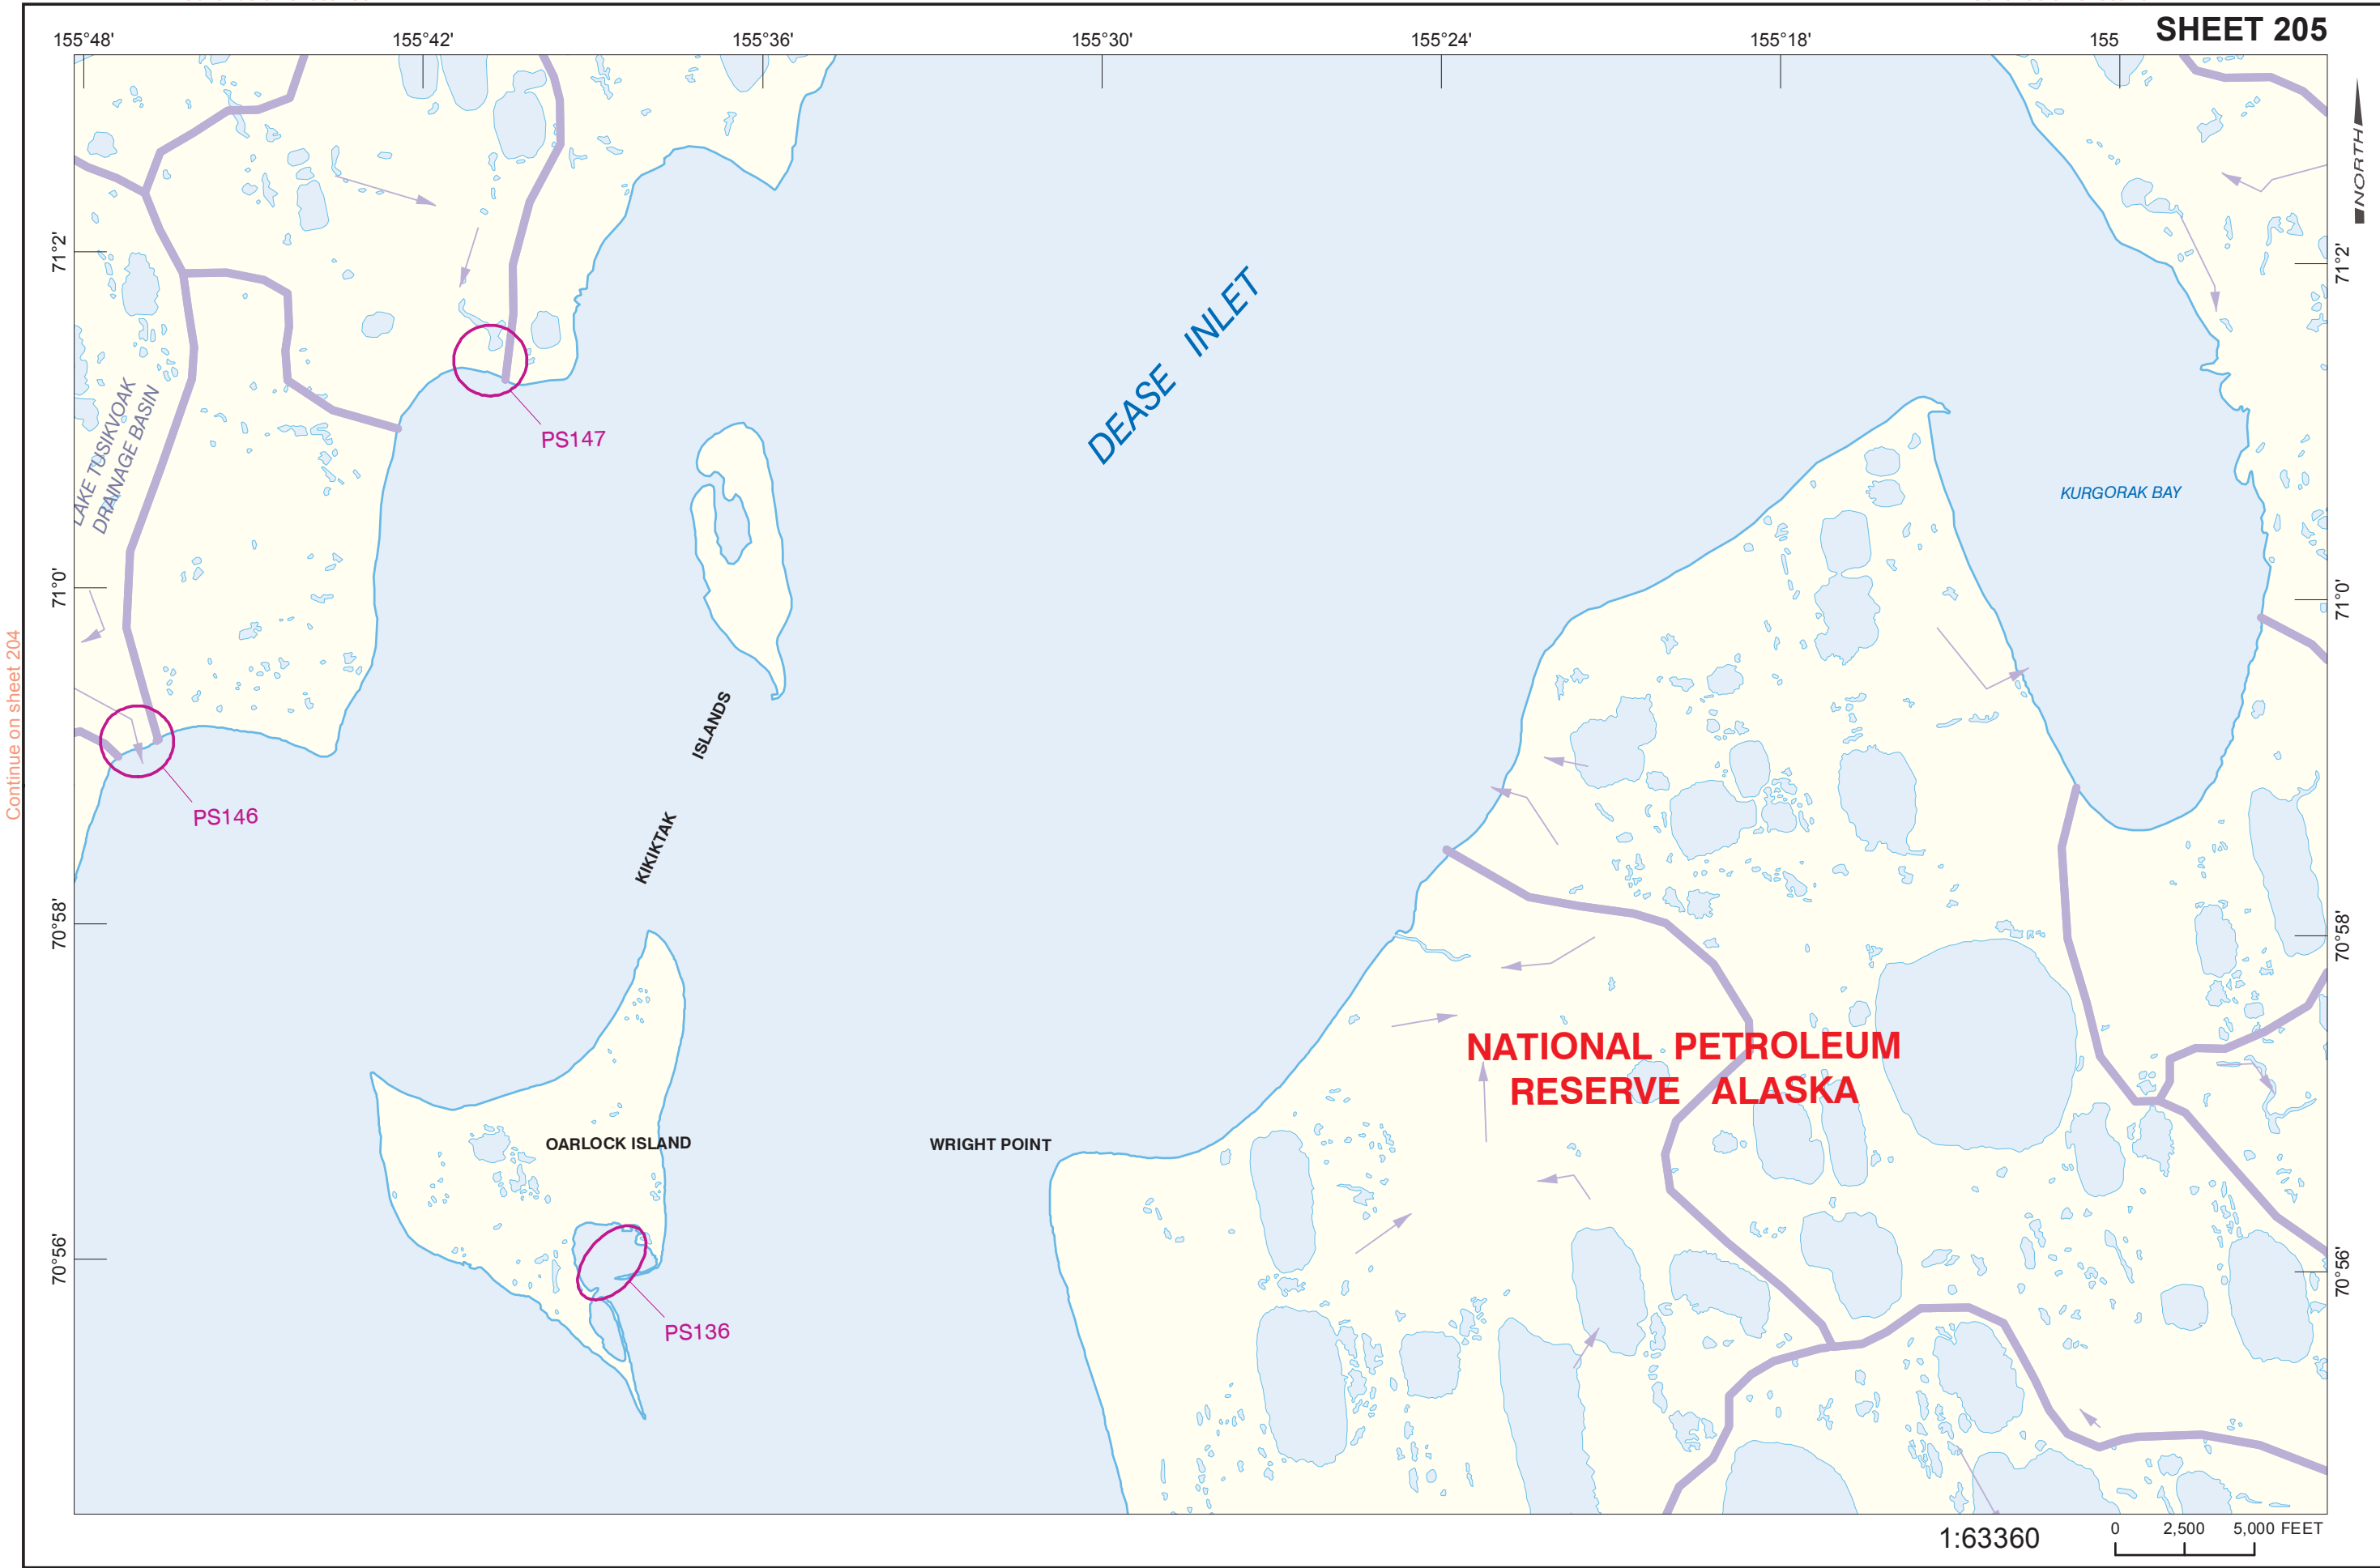 SHEET 205
155°48'
155°42'
155°36'
155°30'
155°24'
155°18'
155
NORTH
71°2'
71°2'
DEASE INLET
PS147
LAKE TUSIKVOAK
DRAINAGE BASIN
KURGORAK BAY
71°0'
71°0'
Continue on sheet 204
ISLANDS
PS146
KIKIKTAK
70°58'
70°58'
NATIONAL PETROLEUM
RESERVE ALASKA
OARLOCK ISLAND
WRIGHT POINT
70°56'
70°56'
PS136
1:63360
0 2,500 5,000 FEET